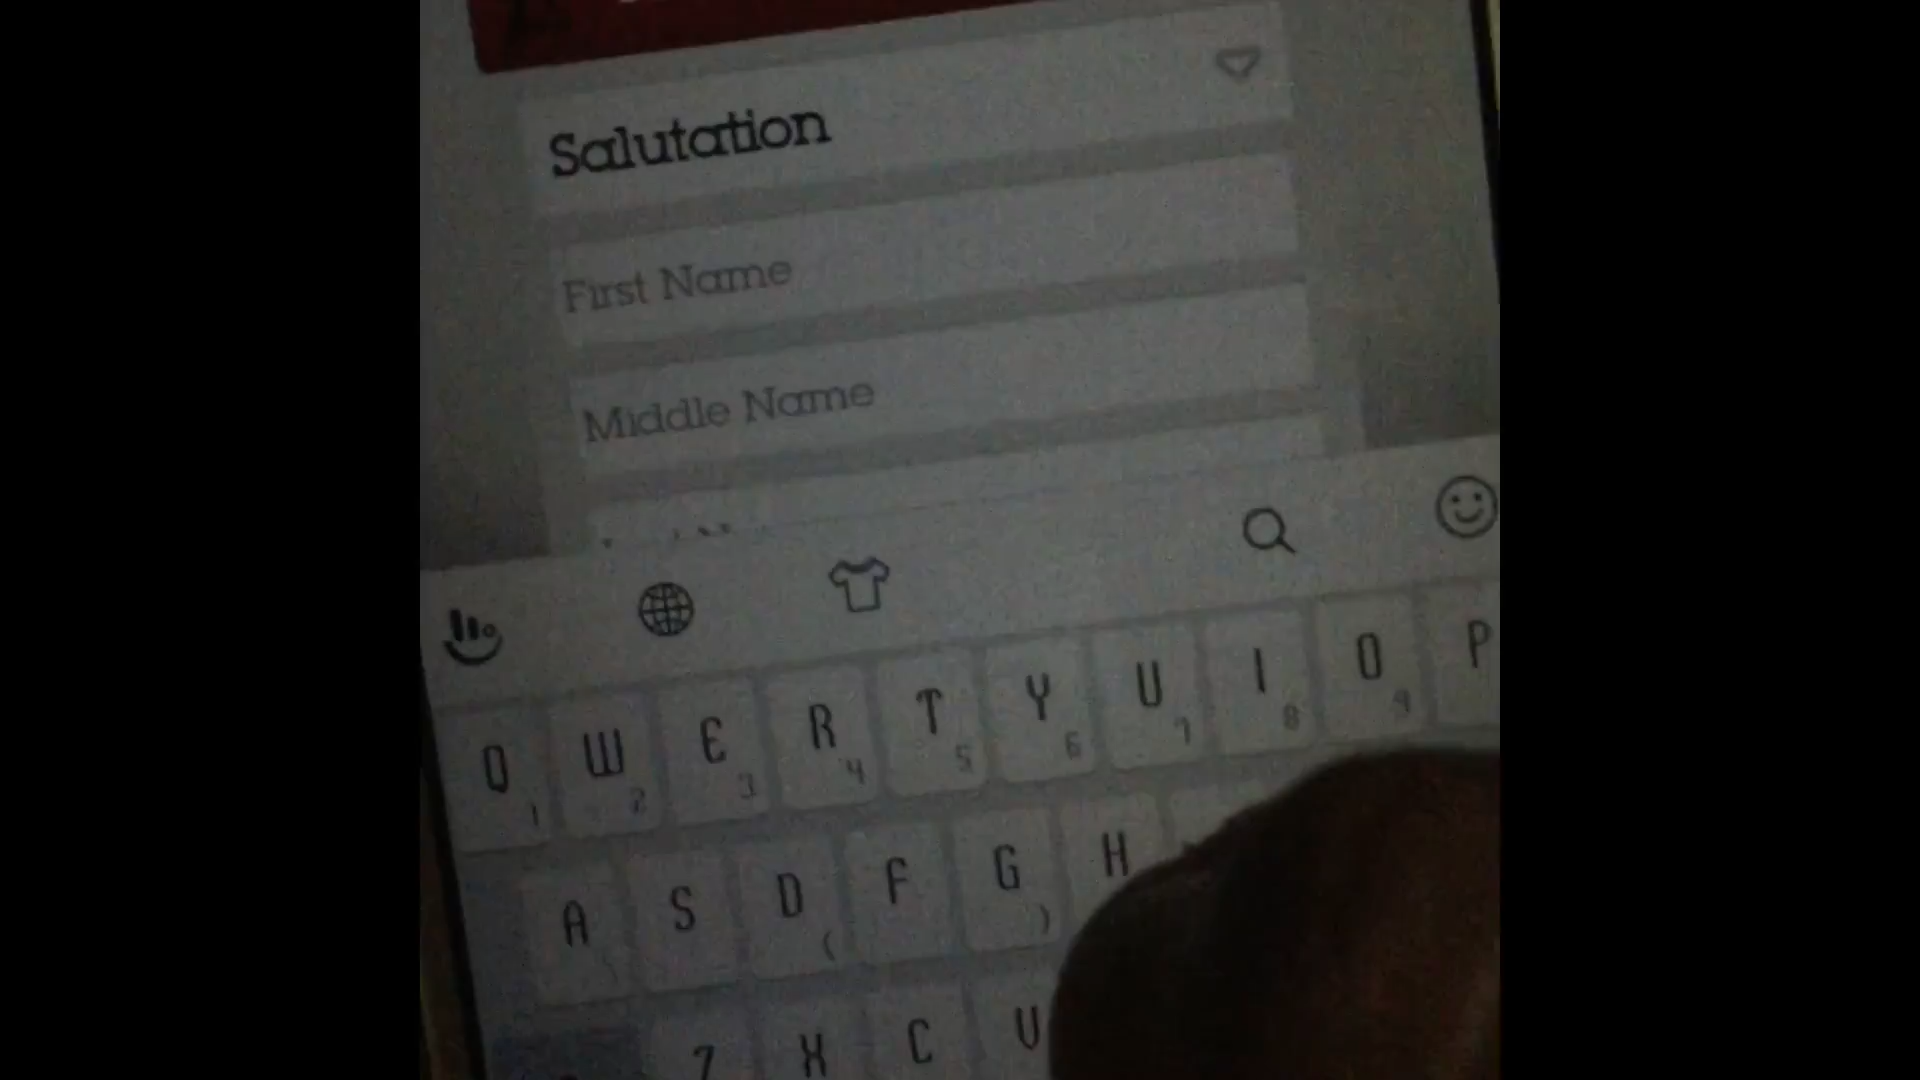 Salutation
First Name
Middle Name
Q W E R T Y U I O P
1 2 3 4 5 6 7 8 9
A S D F G H
( )
Z X C V